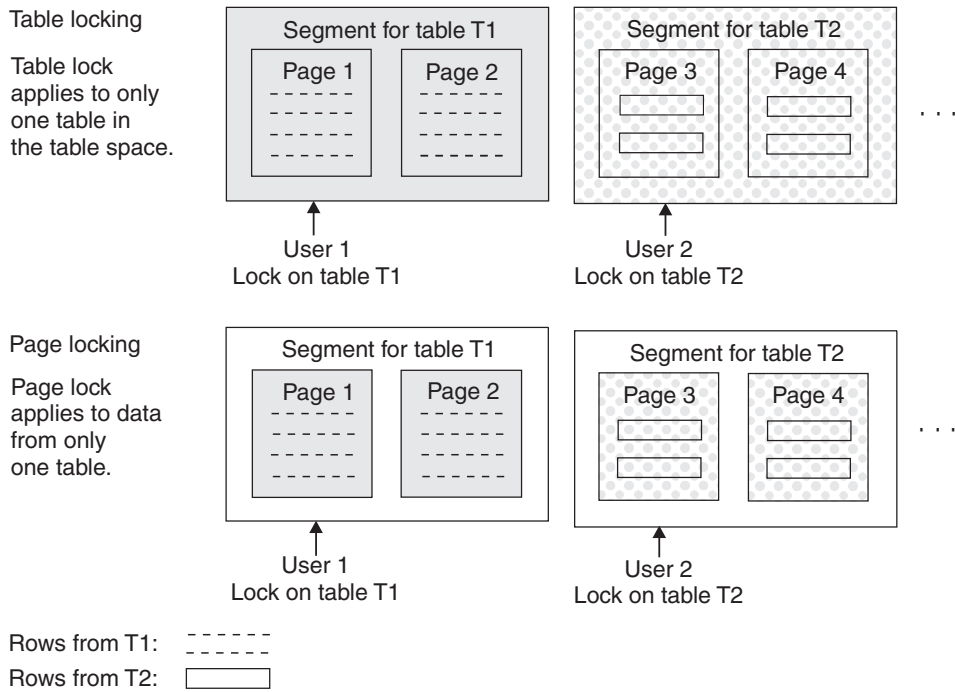 Table locking
Table lock
applies to only
one table in
the table space.
Segment for table T1
Page 1
Page 2
Segment for table T2
Page 3
Page 4
. . .
User 1
Lock on table T1
User 2
Lock on table T2
Page locking
Page lock
applies to data
from only
one table.
Segment for table T1
Page 1
Page 2
Segment for table T2
Page 3
Page 4
. . .
User 1
Lock on table T1
User 2
Lock on table T2
Rows from T1:
Rows from T2: